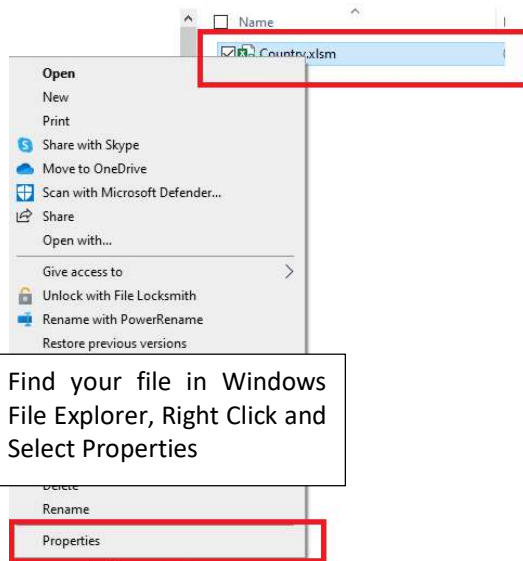 Name
Country.xlsm
Open
New
Print
Share with Skype
Move to OneDrive
Scan with Microsoft Defender...
Share
Open with...
Give access to
Unlock with File Locksmith
Rename with PowerRename
Restore previous versions
Find your file in Windows
File Explorer, Right Click and
Select Properties
Delete
Rename
Properties